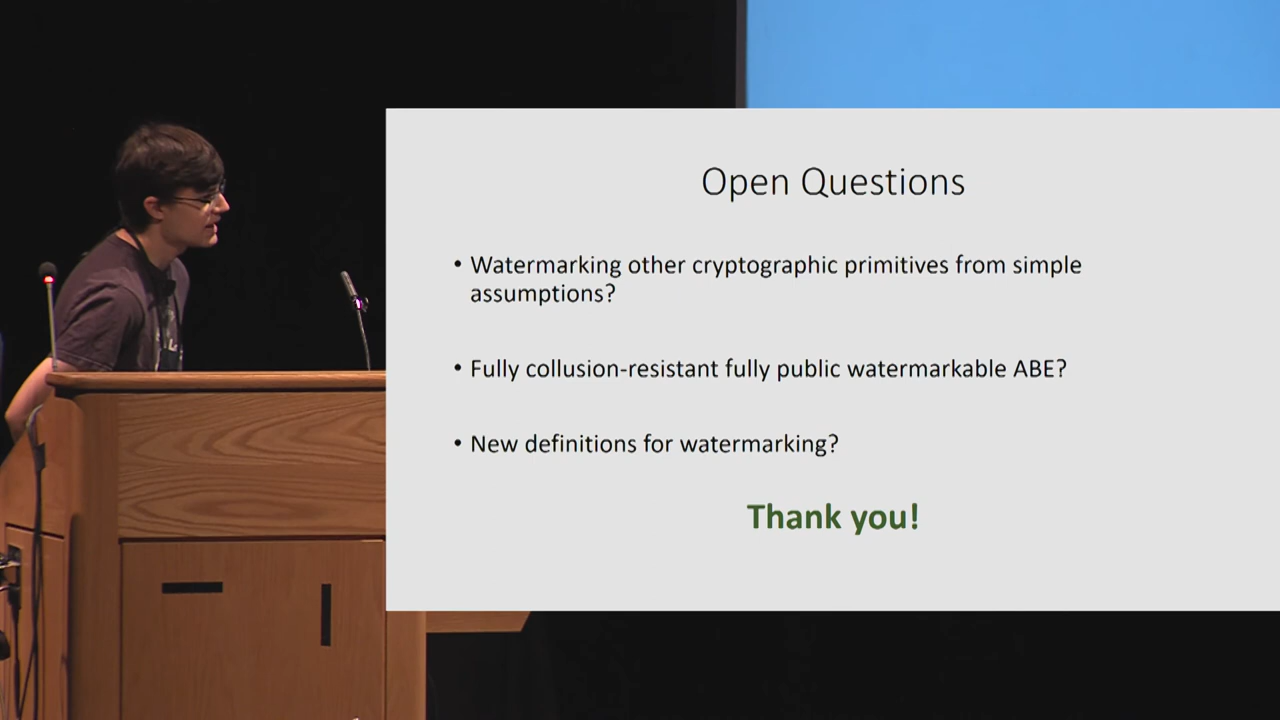 Open Questions
• Watermarking other cryptographic primitives from simple
assumptions?
• Fully collusion-resistant fully public watermarkable ABE?
• New definitions for watermarking?
Thank you!